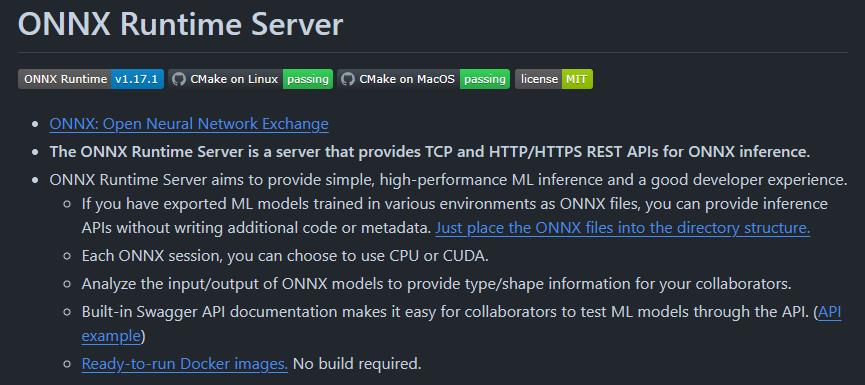 ONNX Runtime Server
ONNX Runtime v1.17.1 CMake on Linux passing CMake on MacOS passing license MIT
• ONNX: Open Neural Network Exchange
• The ONNX Runtime Server is a server that provides TCP and HTTP/HTTPS REST APIs for ONNX inference.
• ONNX Runtime Server aims to provide simple, high-performance ML inference and a good developer experience.
◦ If you have exported ML models trained in various environments as ONNX files, you can provide inference
APIs without writing additional code or metadata. Just place the ONNX files into the directory structure.
◦ Each ONNX session, you can choose to use CPU or CUDA.
◦ Analyze the input/output of ONNX models to provide type/shape information for your collaborators.
◦ Built-in Swagger API documentation makes it easy for collaborators to test ML models through the API. (API
example)
◦ Ready-to-run Docker images. No build required.